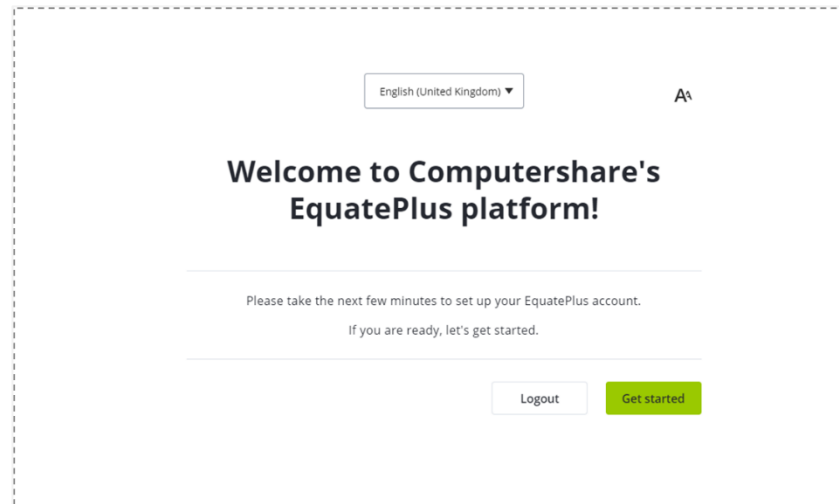 English (United Kingdom)
AA
Welcome to Computershare's
EquatePlus platform!
Please take the next few minutes to set up your EquatePlus account.
If you are ready, let's get started.
Logout
Get started